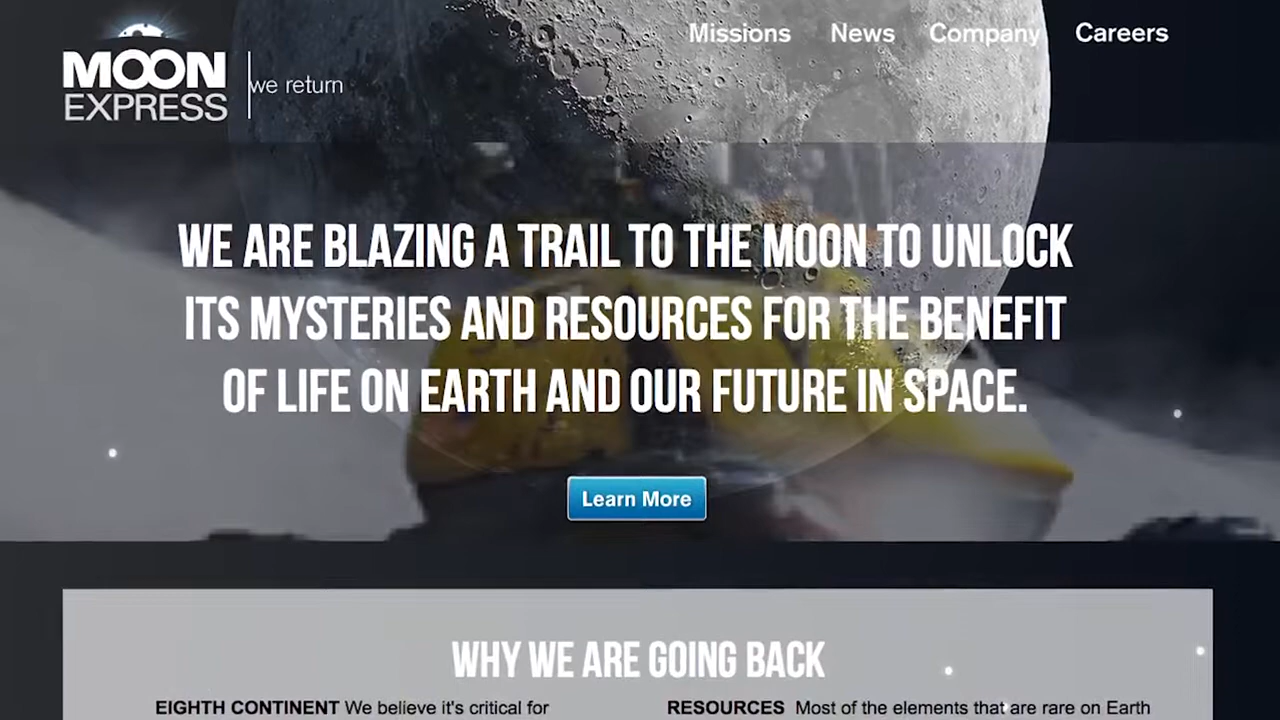 Missions News Company Careers
MOON
EXPRESS
we return
WE ARE BLAZING A TRAIL TO THE MOON TO UNLOCK
ITS MYSTERIES AND RESOURCES FOR THE BENEFIT
OF LIFE ON EARTH AND OUR FUTURE IN SPACE.
Learn More
WHY WE ARE GOING BACK
EIGHTH CONTINENT We believe it's critical for
RESOURCES Most of the elements that are rare on Earth